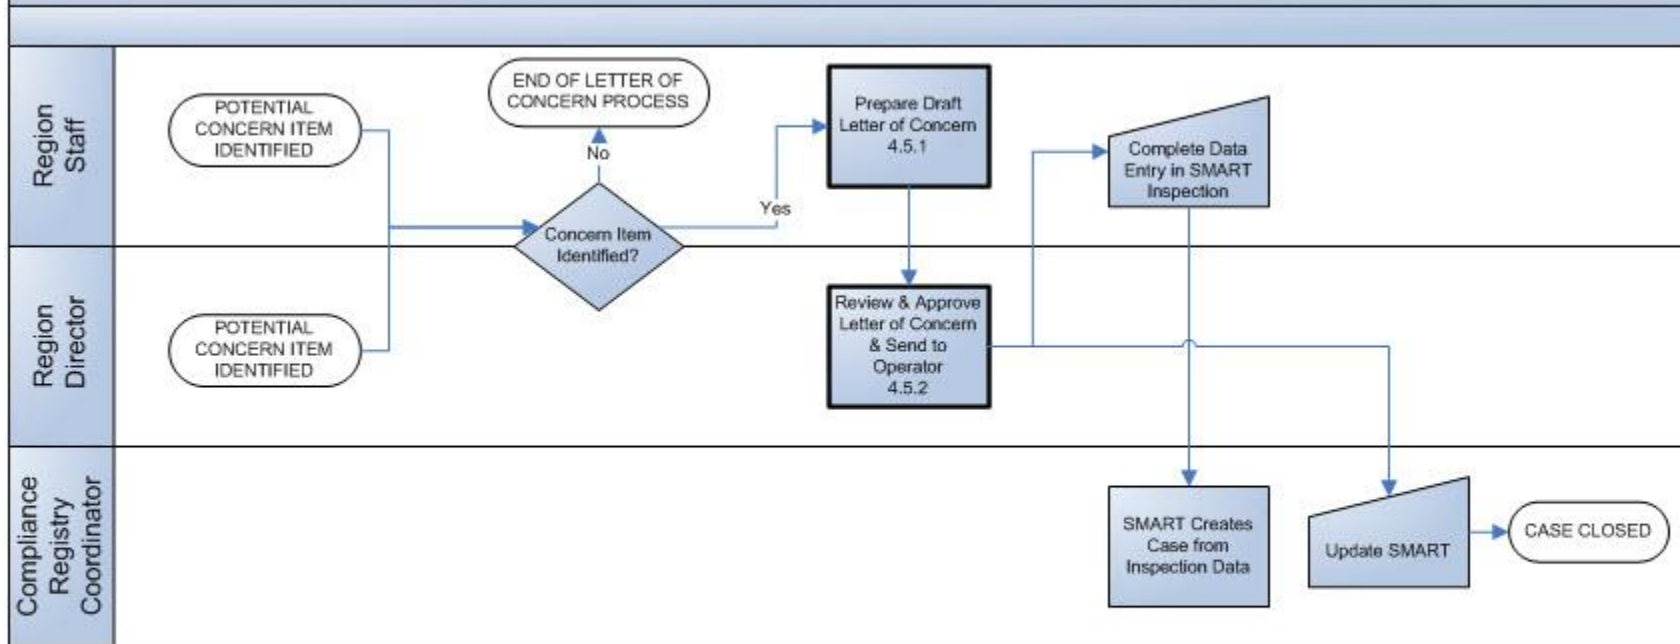 Region
Staff
POTENTIAL
CONCERN ITEM
IDENTIFIED
END OF LETTER OF
CONCERN PROCESS
No
Concern Item
Identified?
Yes
Prepare Draft
Letter of Concern
4.5.1
Complete Data
Entry in SMART
Inspection
Region
Director
POTENTIAL
CONCERN ITEM
IDENTIFIED
Review & Approve
Letter of Concern
& Send to
Operator
4.5.2
Compliance
Registry
Coordinator
SMART Creates
Case from
Inspection Data
Update SMART
CASE CLOSED